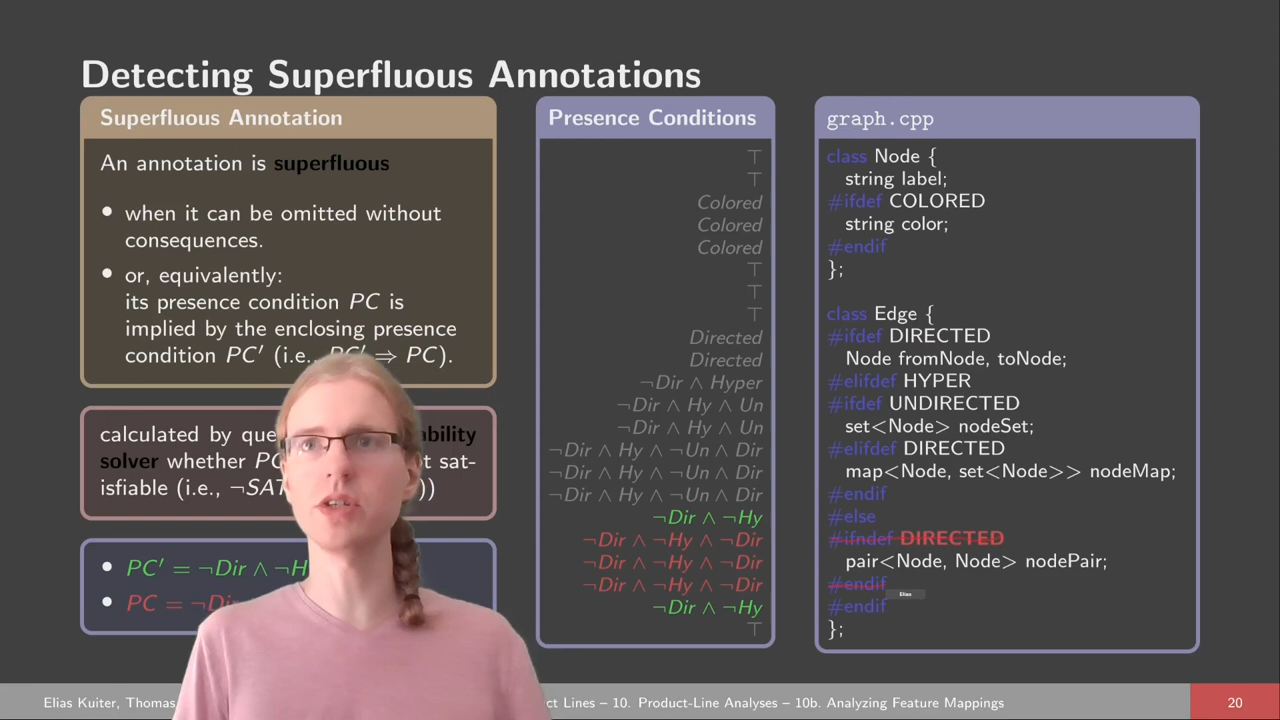 Detecting Superfluous Annotations
Superfluous Annotation
An annotation is superfluous
• when it can be omitted without
consequences.
• or, equivalently:
its presence condition PC is
implied by the enclosing presence
condition PC′ (i.e., PC′ ⇒ PC).
calculated by que ability
solver whether PC t sat-
isfiable (i.e., ¬SAT ))
• PC′ = ¬Dir ∧ ¬H
• PC = ¬Dir
Presence Conditions
⊤
⊤
Colored
Colored
Colored
⊤
⊤
⊤
Directed
Directed
¬Dir ∧ Hyper
¬Dir ∧ Hy ∧ Un
¬Dir ∧ Hy ∧ Un
¬Dir ∧ Hy ∧ ¬Un ∧ Dir
¬Dir ∧ Hy ∧ ¬Un ∧ Dir
¬Dir ∧ Hy ∧ ¬Un ∧ Dir
¬Dir ∧ ¬Hy
¬Dir ∧ ¬Hy ∧ ¬Dir
¬Dir ∧ ¬Hy ∧ ¬Dir
¬Dir ∧ ¬Hy ∧ ¬Dir
¬Dir ∧ ¬Hy
⊤
graph.cpp
class Node {
string label;
#ifdef COLORED
string color;
#endif
};
class Edge {
#ifdef DIRECTED
Node fromNode, toNode;
#elifdef HYPER
#ifdef UNDIRECTED
set<Node> nodeSet;
#elifdef DIRECTED
map<Node, set<Node>> nodeMap;
#endif
#else
#ifndef DIRECTED
pair<Node, Node> nodePair;
#endif
Elias
#endif
};
Elias Kuiter, Thomas ct Lines – 10. Product-Line Analyses – 10b. Analyzing Feature Mappings
20